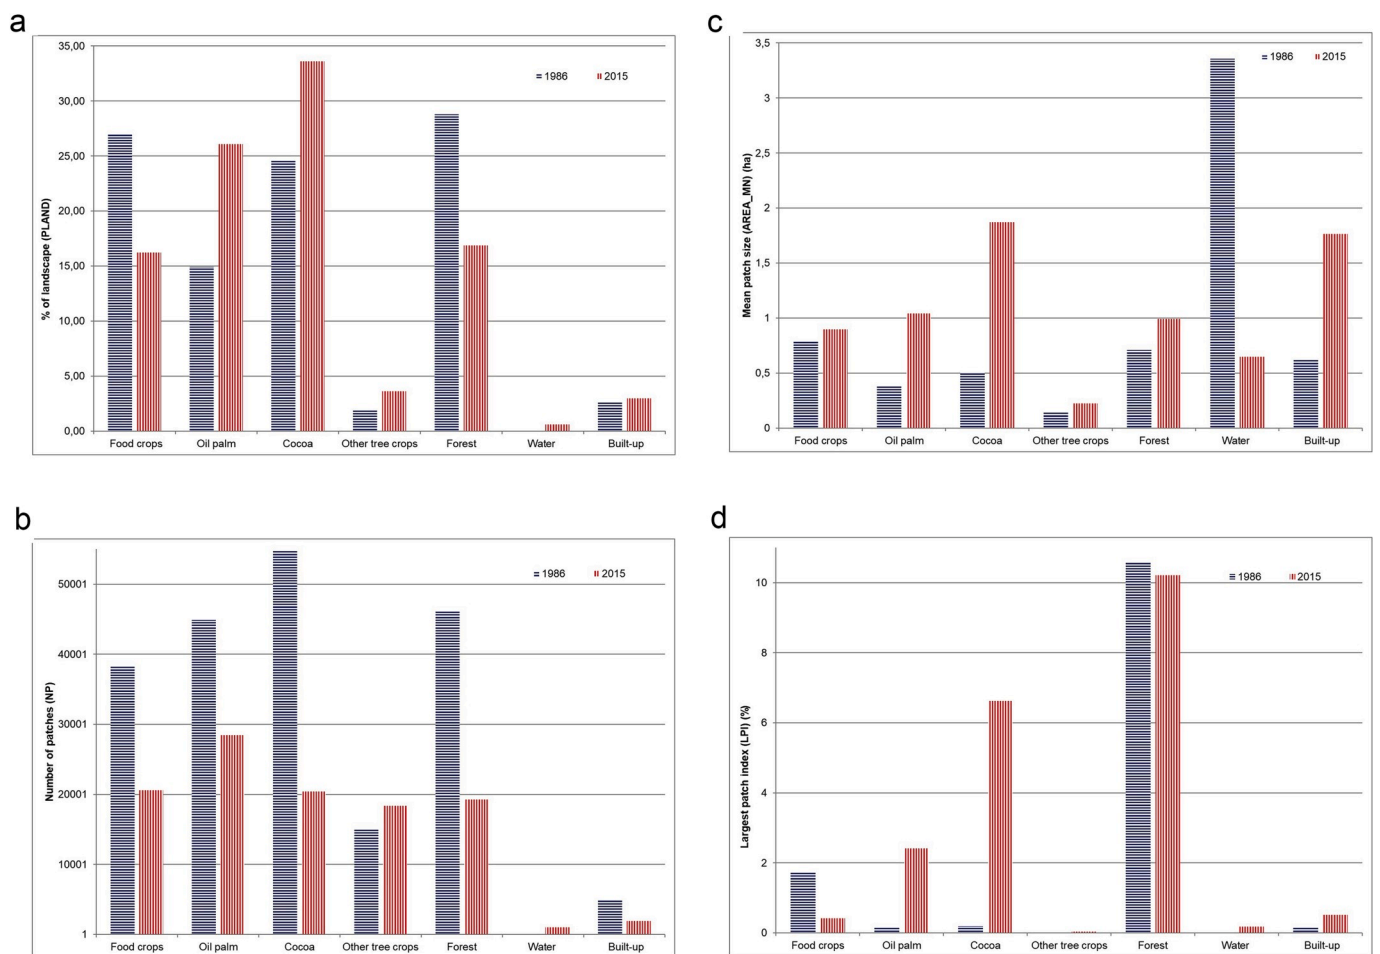 a
35,00
30,00
25,00
20,00
15,00
10,00
5,00
0,00
% of landscape (PLAND)
1986 2015
Food crops Oil palm Cocoa Other tree crops Forest Water Built-up
c
3,5
3
2,5
2
1,5
1
0,5
0
Mean patch size (AREA_MN) (ha)
1986 2015
Food crops Oil palm Cocoa Other tree crops Forest Water Built-up
b
50001
40001
30001
20001
10001
1
Number of patches (NP)
1986 2015
Food crops Oil palm Cocoa Other tree crops Forest Water Built-up
d
10
8
6
4
2
0
Largest patch index (LPI) (%)
1986 2015
Food crops Oil palm Cocoa Other tree crops Forest Water Built-up